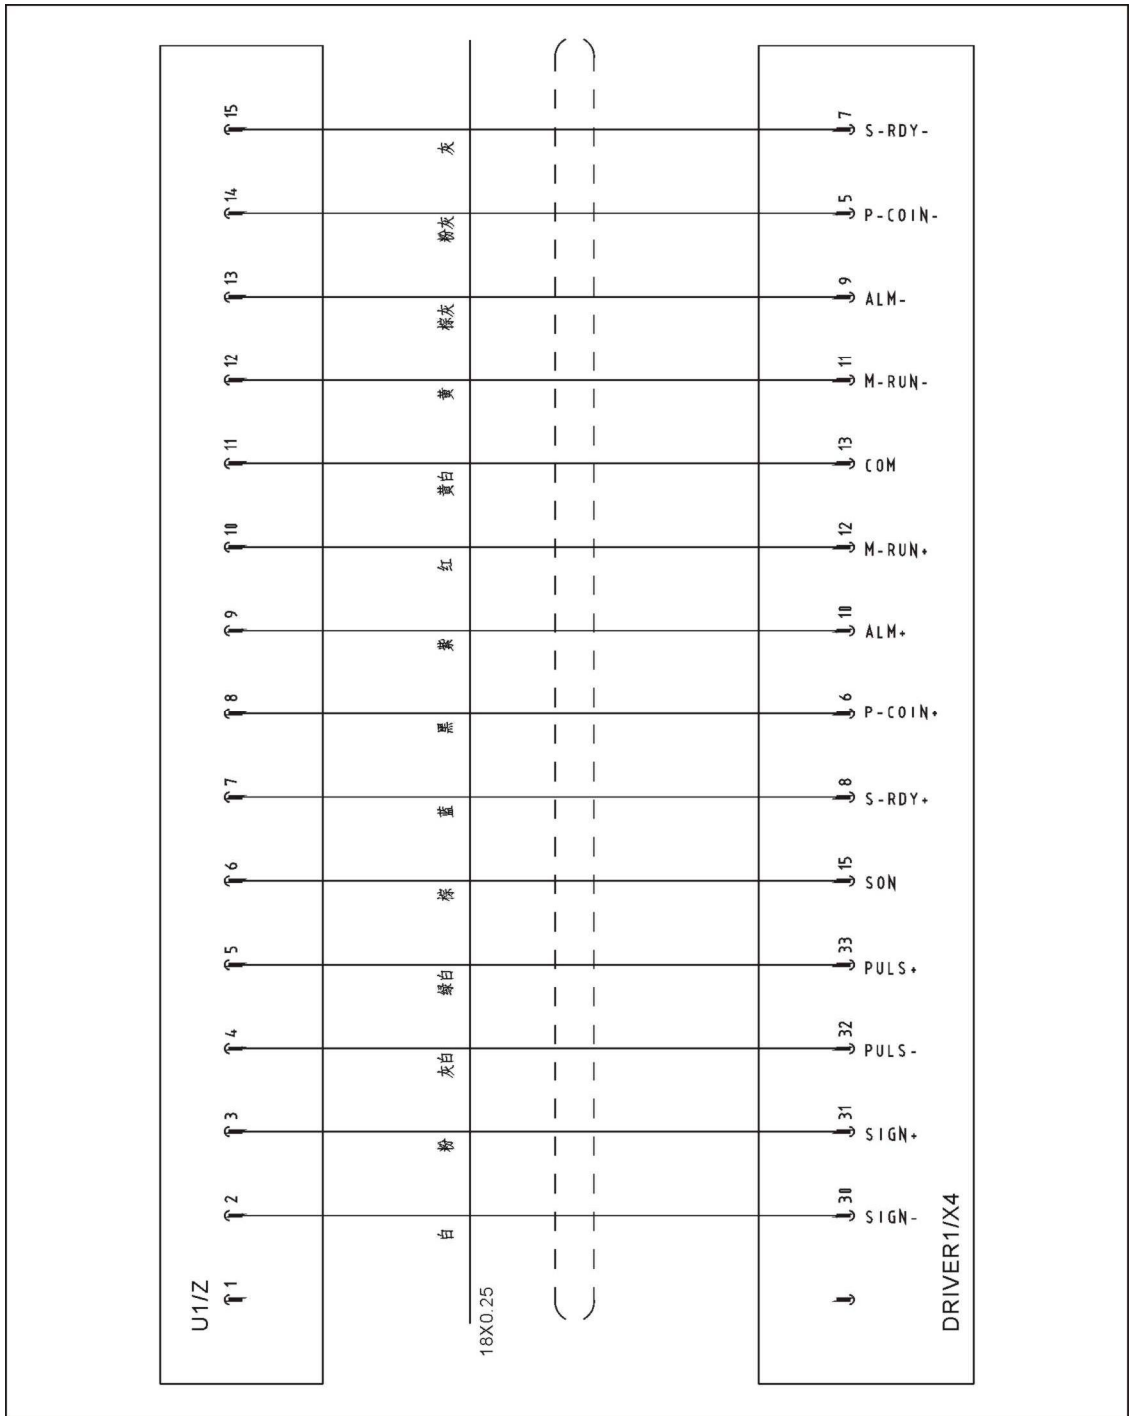 U1/Z
18X0.25
DRIVER1/X4
15 灰 7 S-RDY-
14 粉灰 5 P-COIN-
13 棕灰 9 ALM-
12 黄 11 M-RUN-
11 黄白 13 COM
10 红 12 M-RUN+
9 紫 10 ALM+
8 黑 6 P-COIN+
7 蓝 8 S-RDY+
6 棕 15 SON
5 绿白 33 PULS+
4 灰白 32 PULS-
3 粉 31 SIGN+
2 白 30 SIGN-
1